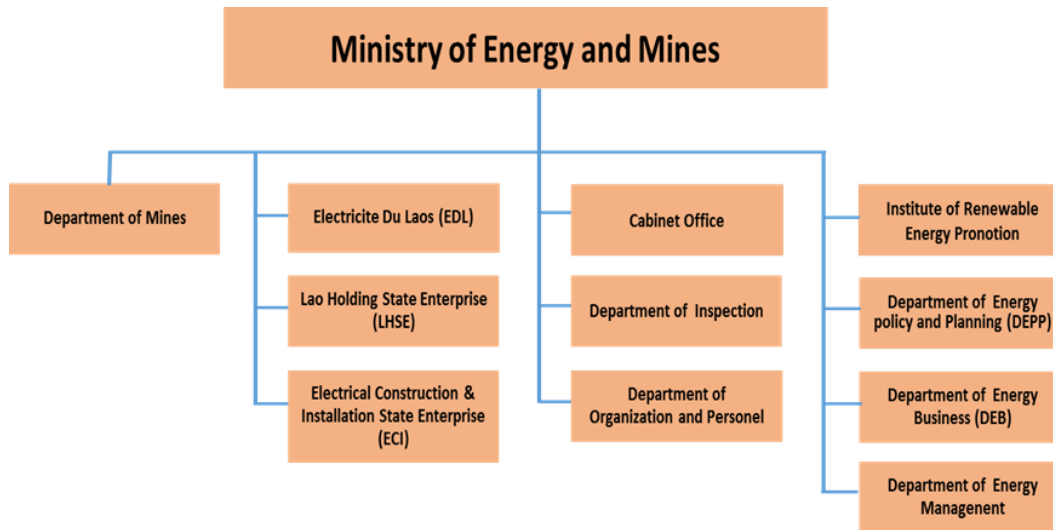 Ministry of Energy and Mines
Department of Mines
Electricite Du Laos (EDL)
Lao Holding State Enterprise
(LHSE)
Electrical Construction &
Installation State Enterprise
(ECI)
Cabinet Office
Department of Inspection
Department of
Organization and Personel
Institute of Renewable
Energy Pronotion
Department of Energy
policy and Planning (DEPP)
Department of Energy
Business (DEB)
Department of Energy
Managenent